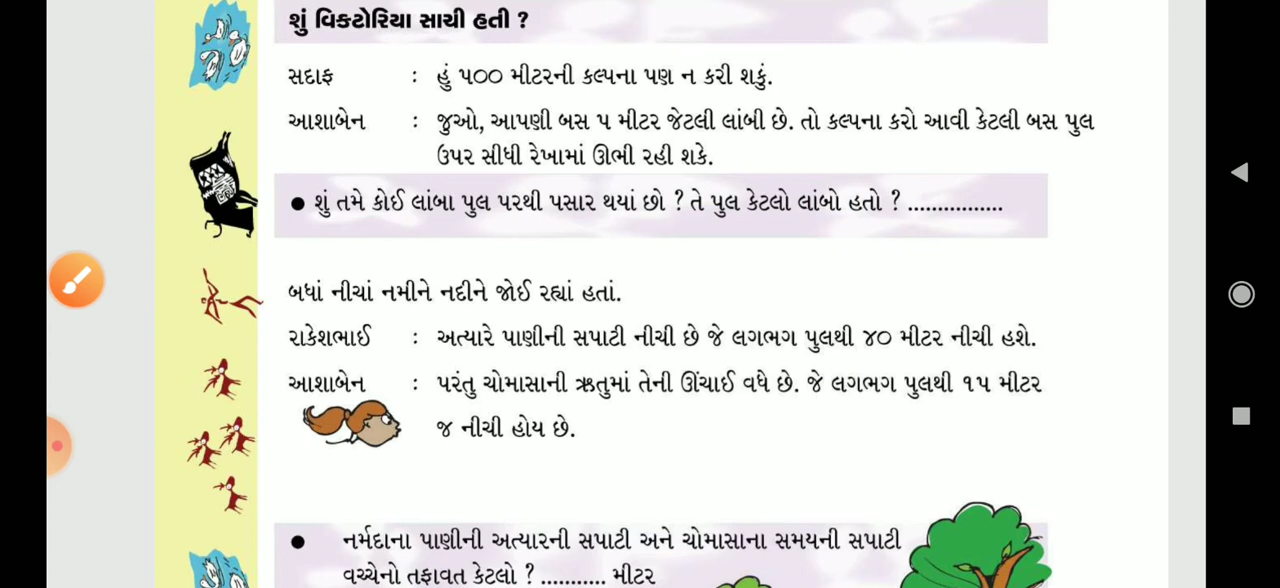 શું વિક્ટોરિયા સાચી હતી ?
સદાફ : હું ૫૦૦ મીટરની કલ્પના પણ ન કરી શકું.
આશાબેન : જુઓ, આપણી બસ ૫ મીટર જેટલી લાંબી છે. તો કલ્પના કરો આવી કેટલી બસ પુલ
ઉપર સીધી રેખામાં ઊભી રહી શકે.
● શું તમે કોઈ લાંબા પુલ પરથી પસાર થયાં છો ? તે પુલ કેટલો લાંબો હતો ? ................
બધાં નીચાં નમીને નદીને જોઈ રહ્યાં હતાં.
રાકેશભાઈ : અત્યારે પાણીની સપાટી નીચી છે જે લગભગ પુલથી ૪૦ મીટર નીચી હશે.
આશાબેન : પરંતુ ચોમાસાની ઋતુમાં તેની ઊંચાઈ વધે છે. જે લગભગ પુલથી ૧૫ મીટર
જ નીચી હોય છે.
● નર્મદાના પાણીની અત્યારની સપાટી અને ચોમાસાના સમયની સપાટી
વચ્ચેનો તફાવત કેટલો ? ........... મીટર